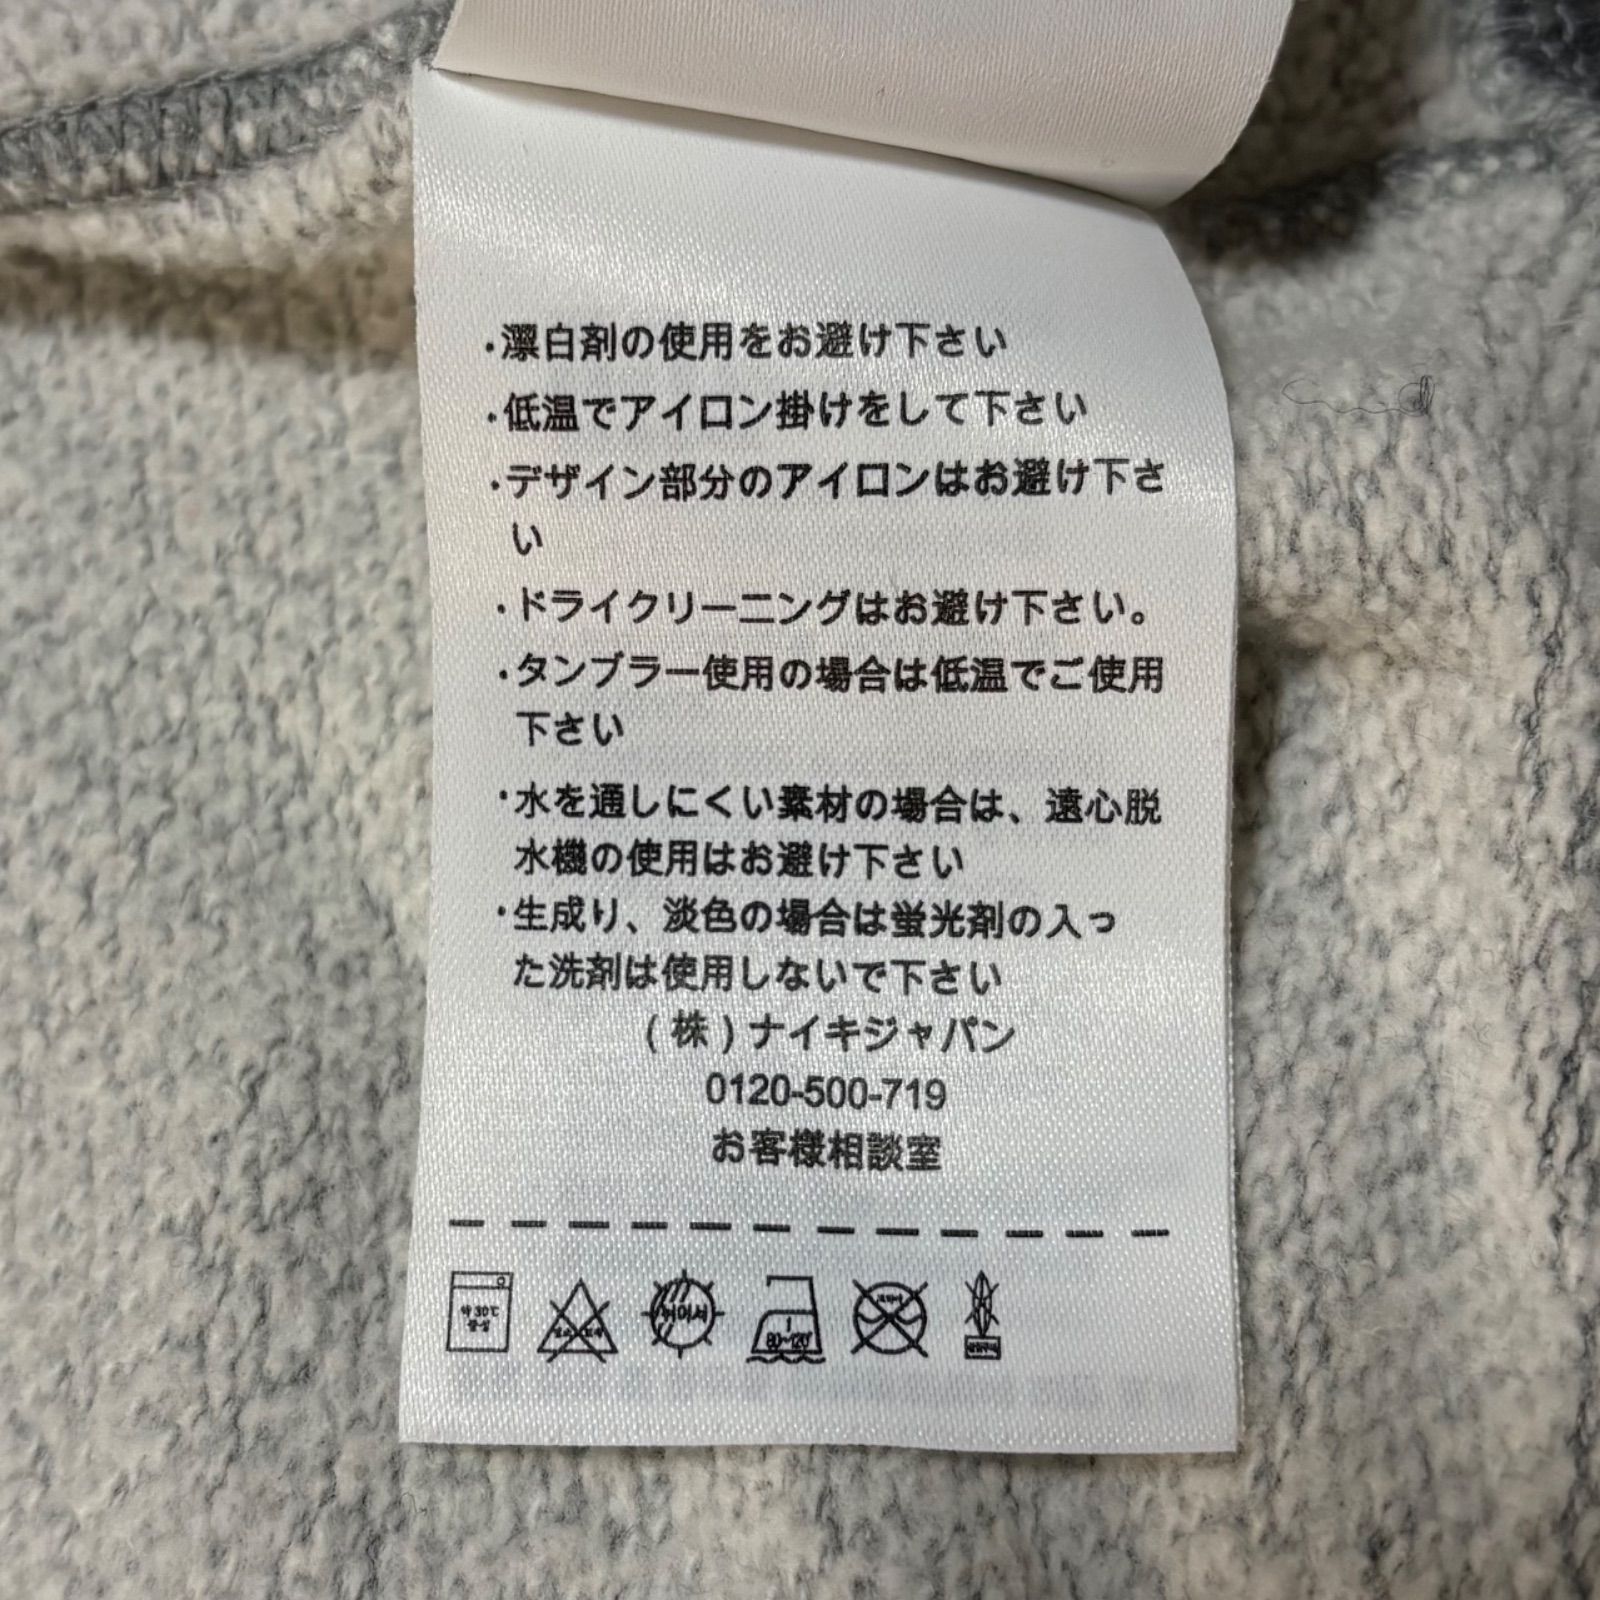 ・漂白剤の使用をお避け下さい
・低温でアイロン掛けをして下さい
・デザイン部分のアイロンはお避け下さ
い
・ドライクリーニングはお避け下さい。
・タンブラー使用の場合は低温でご使用
下さい
・水を通しにくい素材の場合は、遠心脱
水機の使用はお避け下さい
・生成り、淡色の場合は蛍光剤の入っ
た洗剤は使用しないで下さい
(株)ナイキジャパン
0120-500-719
お客様相談室
약 30℃
중성
80~120℃